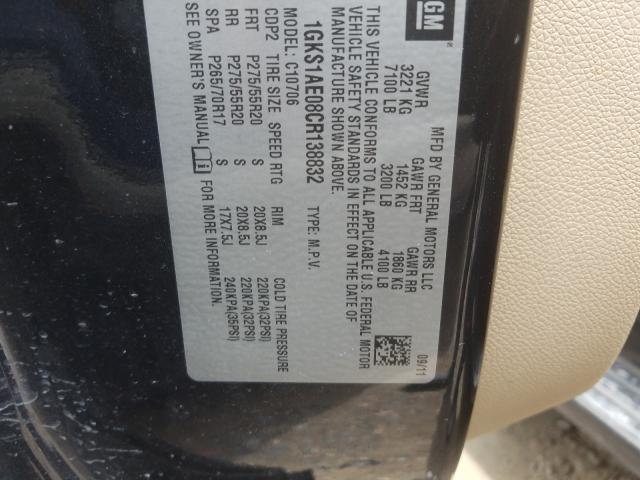 GM
MFD BY GENERAL MOTORS LLC
09/11
GVWR GAWR FRT GAWR RR
3221 KG 1452 KG 1860 KG
7100 LB 3200 LB 4100 LB
THIS VEHICLE CONFORMS TO ALL APPLICABLE U.S. FEDERAL MOTOR
VEHICLE SAFETY STANDARDS IN EFFECT ON THE DATE OF
MANUFACTURE SHOWN ABOVE.
1GKS1AE08CR138832 TYPE: M.P.V.
MODEL: C10706
CDP2 TIRE SIZE SPEED RTG RIM COLD TIRE PRESSURE
FRT P275/55R20 S 20X8.5J 220KPA(32PSI)
RR P275/55R20 S 20X8.5J 220KPA(32PSI)
SPA P265/70R17 S 17X7.5J 240KPA(35PSI)
SEE OWNER'S MANUAL FOR MORE INFORMATION.